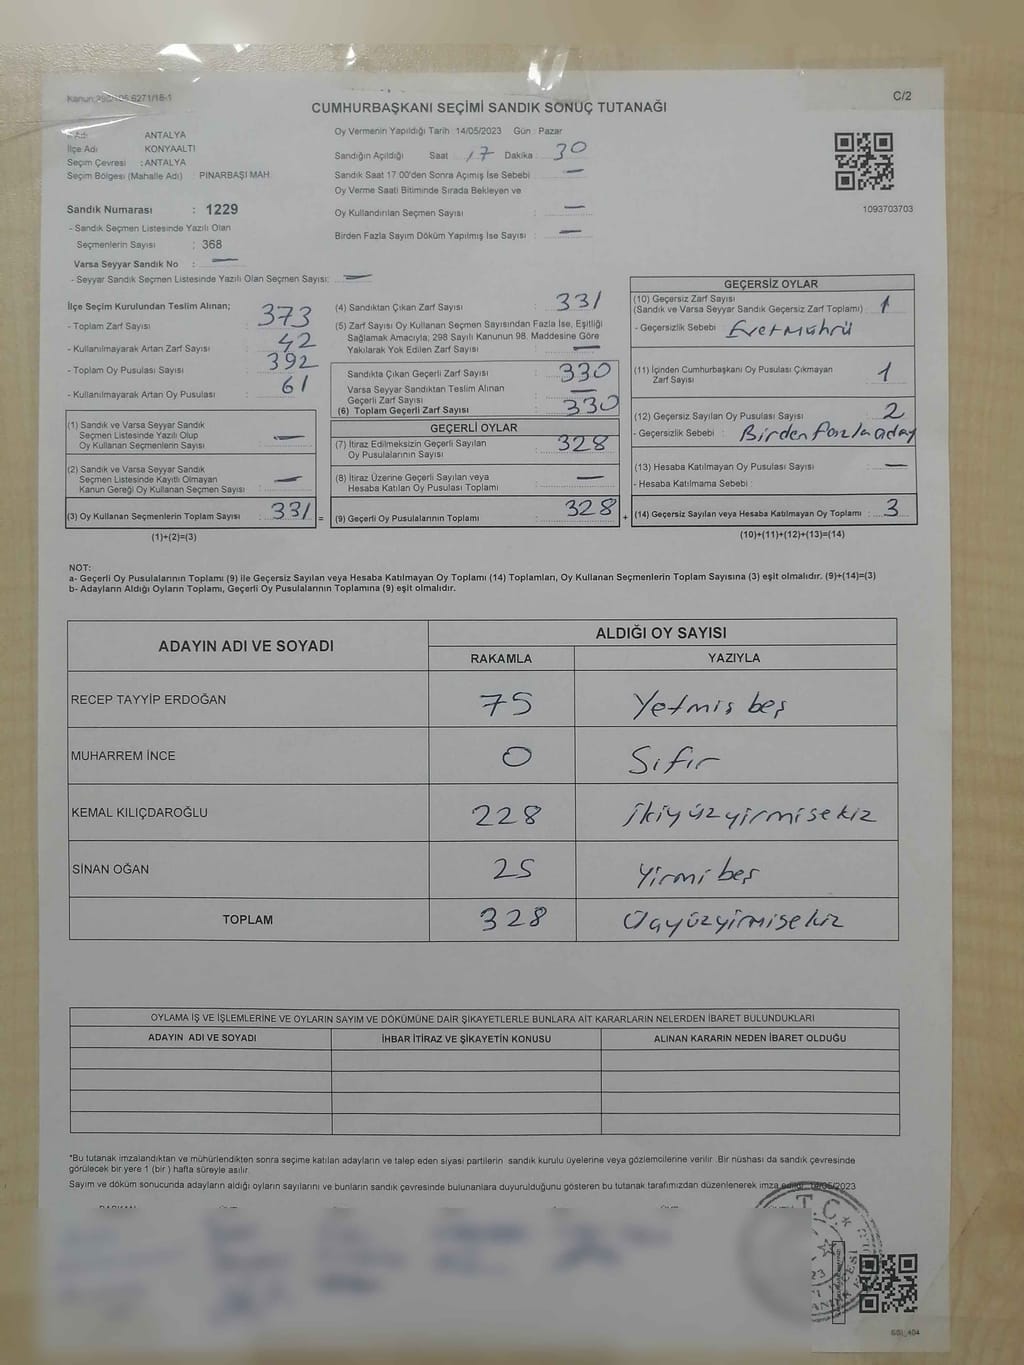 C/2
CUMHURBAŞKANI SEÇİMİ SANDIK SONUÇ TUTANAĞI
Adı : ANTALYA
İlçe Adı KONYAALTI
Seçim Çevresi : ANTALYA
Seçim Bölgesi (Mahalle Adı) : PINARBAŞI MAH.
Sandık Numarası : 1229
- Sandık Seçmen Listesinde Yazılı Olan
Seçmenlerin Sayısı : 368
Varsa Seyyar Sandık No : —
- Seyyar Sandık Seçmen Listesinde Yazılı Olan Seçmen Sayısı: —
Oy Vermenin Yapıldığı Tarih 14/05/2023 Gün : Pazar
Sandığın Açıldığı Saat 17 Dakika 30
Sandık Saat 17:00'den Sonra Açımış İse Sebebi —
Oy Verme Saati Bitiminde Sırada Bekleyen ve
Oy Kullandırılan Seçmen Sayısı : —
Birden Fazla Sayım Döküm Yapılmış İse Sayısı : —
1093703703
İlçe Seçim Kurulundan Teslim Alınan;
- Toplam Zarf Sayısı : 373
- Kullanılmayarak Artan Zarf Sayısı : 42
- Toplam Oy Pusulası Sayısı : 392
- Kullanılmayarak Artan Oy Pusulası : 61
(1) Sandık ve Varsa Seyyar Sandık
Seçmen Listesinde Yazılı Olup
Oy Kullanan Seçmenlerin Sayısı : —
(2) Sandık ve Varsa Seyyar Sandık
Seçmen Listesinde Kayıtlı Olmayan
Kanun Gereği Oy Kullanan Seçmen Sayısı : —
(3) Oy Kullanan Seçmenlerin Toplam Sayısı : 331 =
(1)+(2)=(3)
(4) Sandıktan Çıkan Zarf Sayısı : 331
(5) Zarf Sayısı Oy Kullanan Seçmen Sayısından Fazla İse, Eşitliği
Sağlamak Amacıyla; 298 Sayılı Kanunun 98. Maddesine Göre
Yakılarak Yok Edilen Zarf Sayısı : —
Sandıkta Çıkan Geçerli Zarf Sayısı : 330
Varsa Seyyar Sandıktan Teslim Alınan
Geçerli Zarf Sayısı : —
(6) Toplam Geçerli Zarf Sayısı : 330
GEÇERLİ OYLAR
(7) İtiraz Edilmeksizin Geçerli Sayılan
Oy Pusulalarının Sayısı : 328
(8) İtiraz Üzerine Geçerli Sayılan veya
Hesaba Katılan Oy Pusulası Toplamı : —
(9) Geçerli Oy Pusulalarının Toplamı : 328 +
GEÇERSİZ OYLAR
(10) Geçersiz Zarf Sayısı
(Sandık ve Varsa Seyyar Sandık Geçersiz Zarf Toplamı) : 1
- Geçersizlik Sebebi : Evet Mührü
(11) İçinden Cumhurbaşkanı Oy Pusulası Çıkmayan
Zarf Sayısı : 1
(12) Geçersiz Sayılan Oy Pusulası Sayısı : 2
- Geçersizlik Sebebi : Birden fazla aday
(13) Hesaba Katılmayan Oy Pusulası Sayısı : —
- Hesaba Katılmama Sebebi :
(14) Geçersiz Sayılan veya Hesaba Katılmayan Oy Toplamı : 3
(10)+(11)+(12)+(13)=(14)
NOT:
a- Geçerli Oy Pusulalarının Toplamı (9) ile Geçersiz Sayılan veya Hesaba Katılmayan Oy Toplamı (14) Toplamları, Oy Kullanan Seçmenlerin Toplam Sayısına (3) eşit olmalıdır. (9)+(14)=(3)
b- Adayların Aldığı Oyların Toplamı, Geçerli Oy Pusulalarının Toplamına (9) eşit olmalıdır.
ADAYIN ADI VE SOYADI ALDIĞI OY SAYISI
RAKAMLA YAZIYLA
RECEP TAYYİP ERDOĞAN 75 Yetmiş beş
MUHARREM İNCE 0 Sıfır
KEMAL KILIÇDAROĞLU 228 İkiyüzyirmisekiz
SİNAN OĞAN 25 Yirmi beş
TOPLAM 328 Üçyüzyirmisekiz
OYLAMA İŞ VE İŞLEMLERİNE VE OYLARIN SAYIM VE DÖKÜMÜNE DAİR ŞİKAYETLERLE BUNLARA AİT KARARLARIN NELERDEN İBARET BULUNDUKLARI
ADAYIN ADI VE SOYADI İHBAR İTİRAZ VE ŞİKAYETİN KONUSU ALINAN KARARIN NEDEN İBARET OLDUĞU
*Bu tutanak imzalandıktan ve mühürlendikten sonra seçime katılan adayların ve talep eden siyasi partilerin sandık kurulu üyelerine veya gözlemcilerine verilir. Bir nüshası da sandık çevresinde
görülecek bir yere 1 (bir ) hafta süreyle asılır.
Sayım ve döküm sonucunda adayların aldığı oyların sayılarını ve bunların sandık çevresinde bulunanlara duyurulduğunu gösteren bu tutanak tarafımızdan düzenlenerek imza edildi.
T.C.